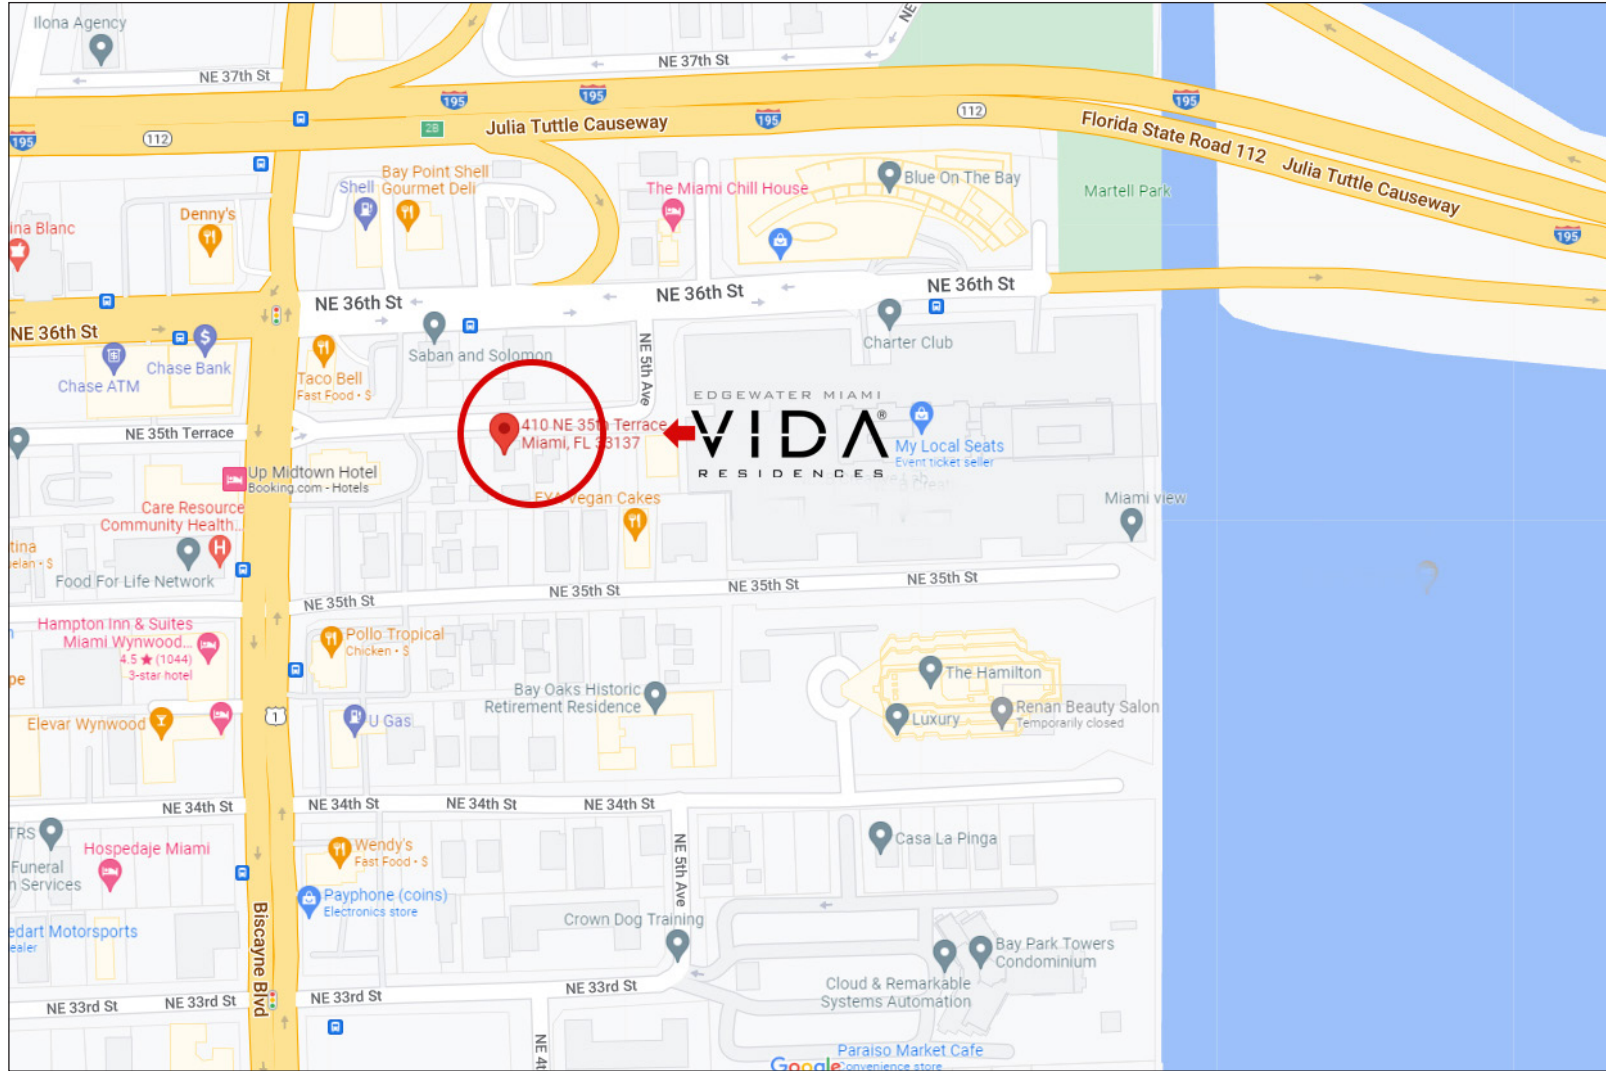 Ilona Agency
NE 37th St
NE 37th St
NE
195
195
195
195
195
195
112
112
2B
Julia Tuttle Causeway
Florida State Road 112
Julia Tuttle Causeway
Bay Point Shell
Gourmet Deli
Shell
Denny's
ina Blanc
The Miami Chill House
Blue On The Bay
Martell Park
NE 36th St
NE 36th St
NE 36th St
NE 36th St
Chase Bank
Chase ATM
Saban and Solomon
Taco Bell
Fast Food · $
NE 5th Ave
Charter Club
EDGEWATER MIAMI
VIDA®
RESIDENCES
410 NE 35th Terrace
Miami, FL 33137
My Local Seats
Event ticket seller
NE 35th Terrace
Up Midtown Hotel
Booking.com - Hotels
Care Resource
Community Health...
H
Food For Life Network
tina
elan · $
Vegan Cakes
Miami view
NE 35th St
NE 35th St
NE 35th St
NE 35th St
Hampton Inn & Suites
Miami Wynwood...
4.5 ★ (1044)
3-star hotel
pe
Pollo Tropical
Chicken · $
Bay Oaks Historic
Retirement Residence
The Hamilton
Luxury
Renan Beauty Salon
Temporarily closed
Elevar Wynwood
1
U Gas
NE 34th St
NE 34th St
NE 34th St
NE 34th St
TRS
Funeral
n Services
Hospedaje Miami
Wendy's
Fast Food · $
NE 5th Ave
Casa La Pinga
Payphone (coins)
Electronics store
Biscayne Blvd
edart Motorsports
ealer
Crown Dog Training
Bay Park Towers
Condominium
Cloud & Remarkable
Systems Automation
NE 33rd St
NE 33rd St
NE 33rd St
NE 33rd St
NE 4t
Paraiso Market Cafe
Convenience store
Google